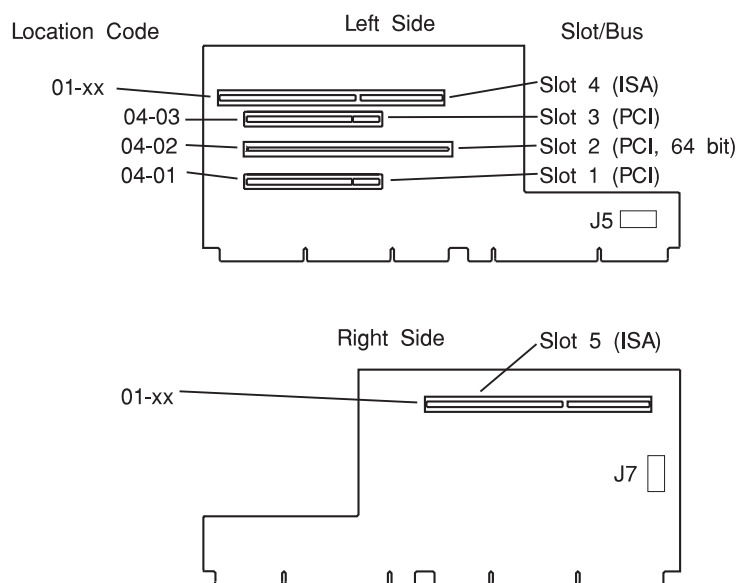 Location Code
Left Side
Slot/Bus
01-xx
Slot 4 (ISA)
04-03
Slot 3 (PCI)
04-02
Slot 2 (PCI, 64 bit)
04-01
Slot 1 (PCI)
J5
Right Side
Slot 5 (ISA)
01-xx
J7